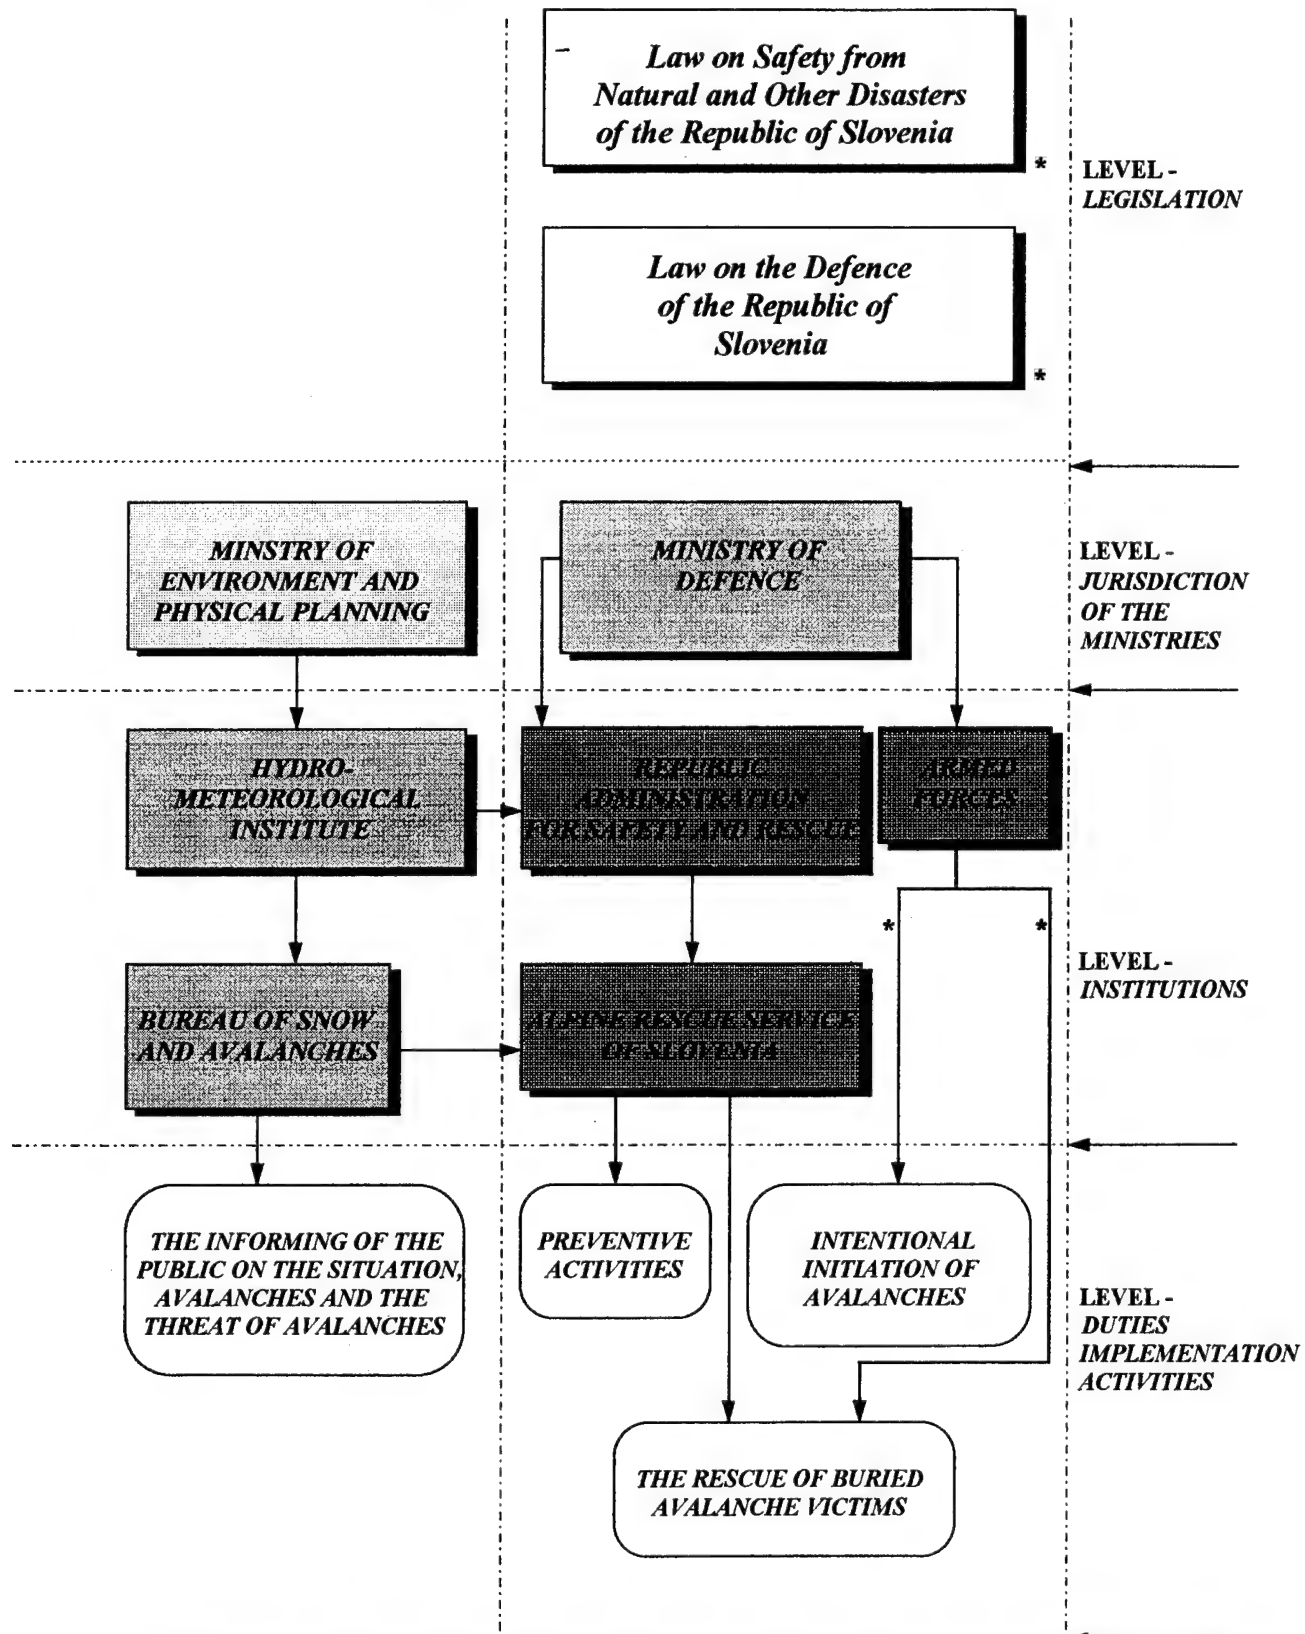 Law on Safety from
Natural and Other Disasters
of the Republic of Slovenia
*
LEVEL -
LEGISLATION
Law on the Defence
of the Republic of
Slovenia
*
MINSTRY OF
ENVIRONMENT AND
PHYSICAL PLANNING
MINISTRY OF
DEFENCE
LEVEL -
JURISDICTION
OF THE
MINISTRIES
HYDRO-
METEOROLOGICAL
INSTITUTE
REPUBLIC
ADMINISTRATION
FOR SAFETY AND RESCUE
ARMED
FORCES
*
*
LEVEL -
INSTITUTIONS
BUREAU OF SNOW
AND AVALANCHES
ALPINE RESCUE SERVICE
OF SLOVENIA
THE INFORMING OF THE
PUBLIC ON THE SITUATION,
AVALANCHES AND THE
THREAT OF AVALANCHES
PREVENTIVE
ACTIVITIES
INTENTIONAL
INITIATION OF
AVALANCHES
LEVEL -
DUTIES
IMPLEMENTATION
ACTIVITIES
THE RESCUE OF BURIED
AVALANCHE VICTIMS